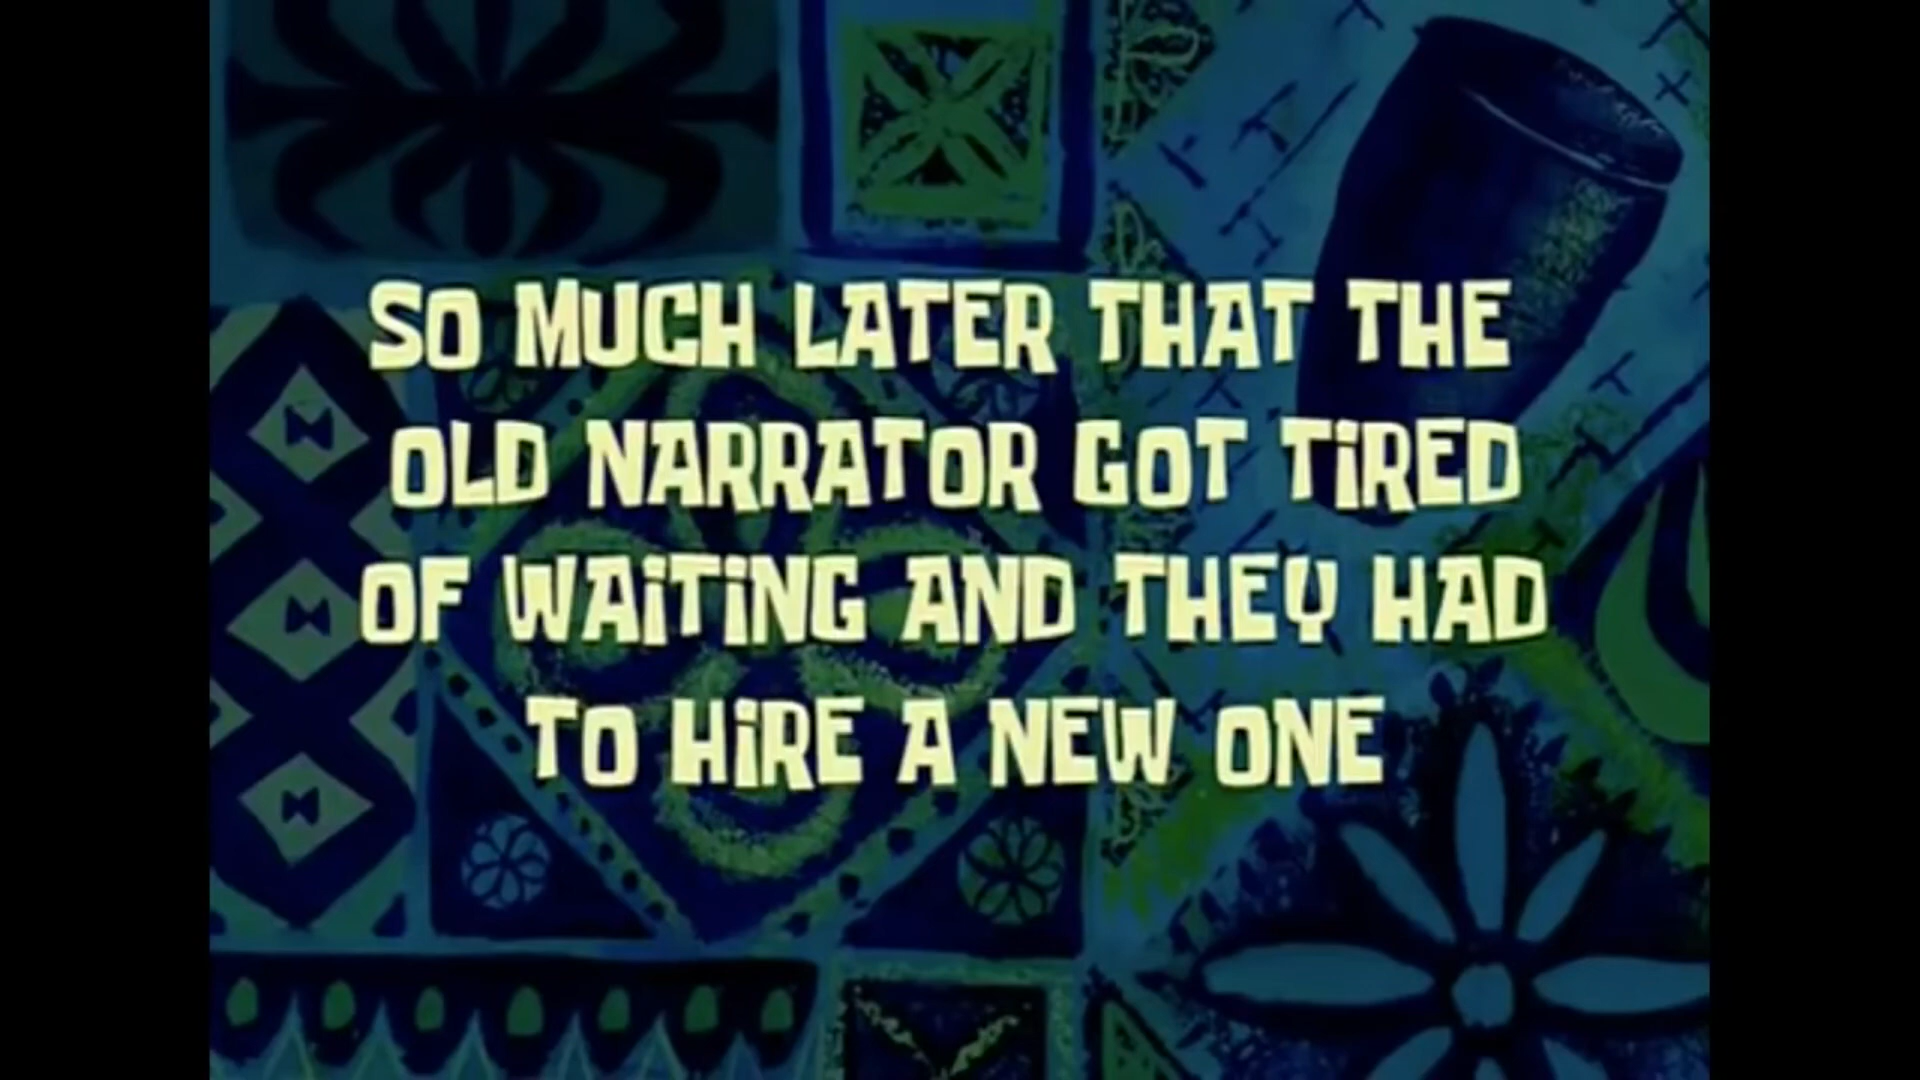 SO MUCH LATER THAT THE
OLD NARRATOR GOT TiRED
OF WAiTiNG AND THEY HAD
TO HiRE A NEW ONE